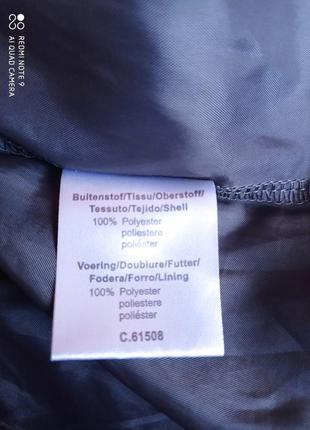 REDMI NOTE 9
AI QUAD CAMERA
Buitenstof/Tissu/Oberstoff/
Tessuto/Tejido/Shell
100% Polyester
poliestere
poliéster
Voering/Doublure/Futter/
Fodera/Forro/Lining
100% Polyester
poliestere
poliéster
C.61508